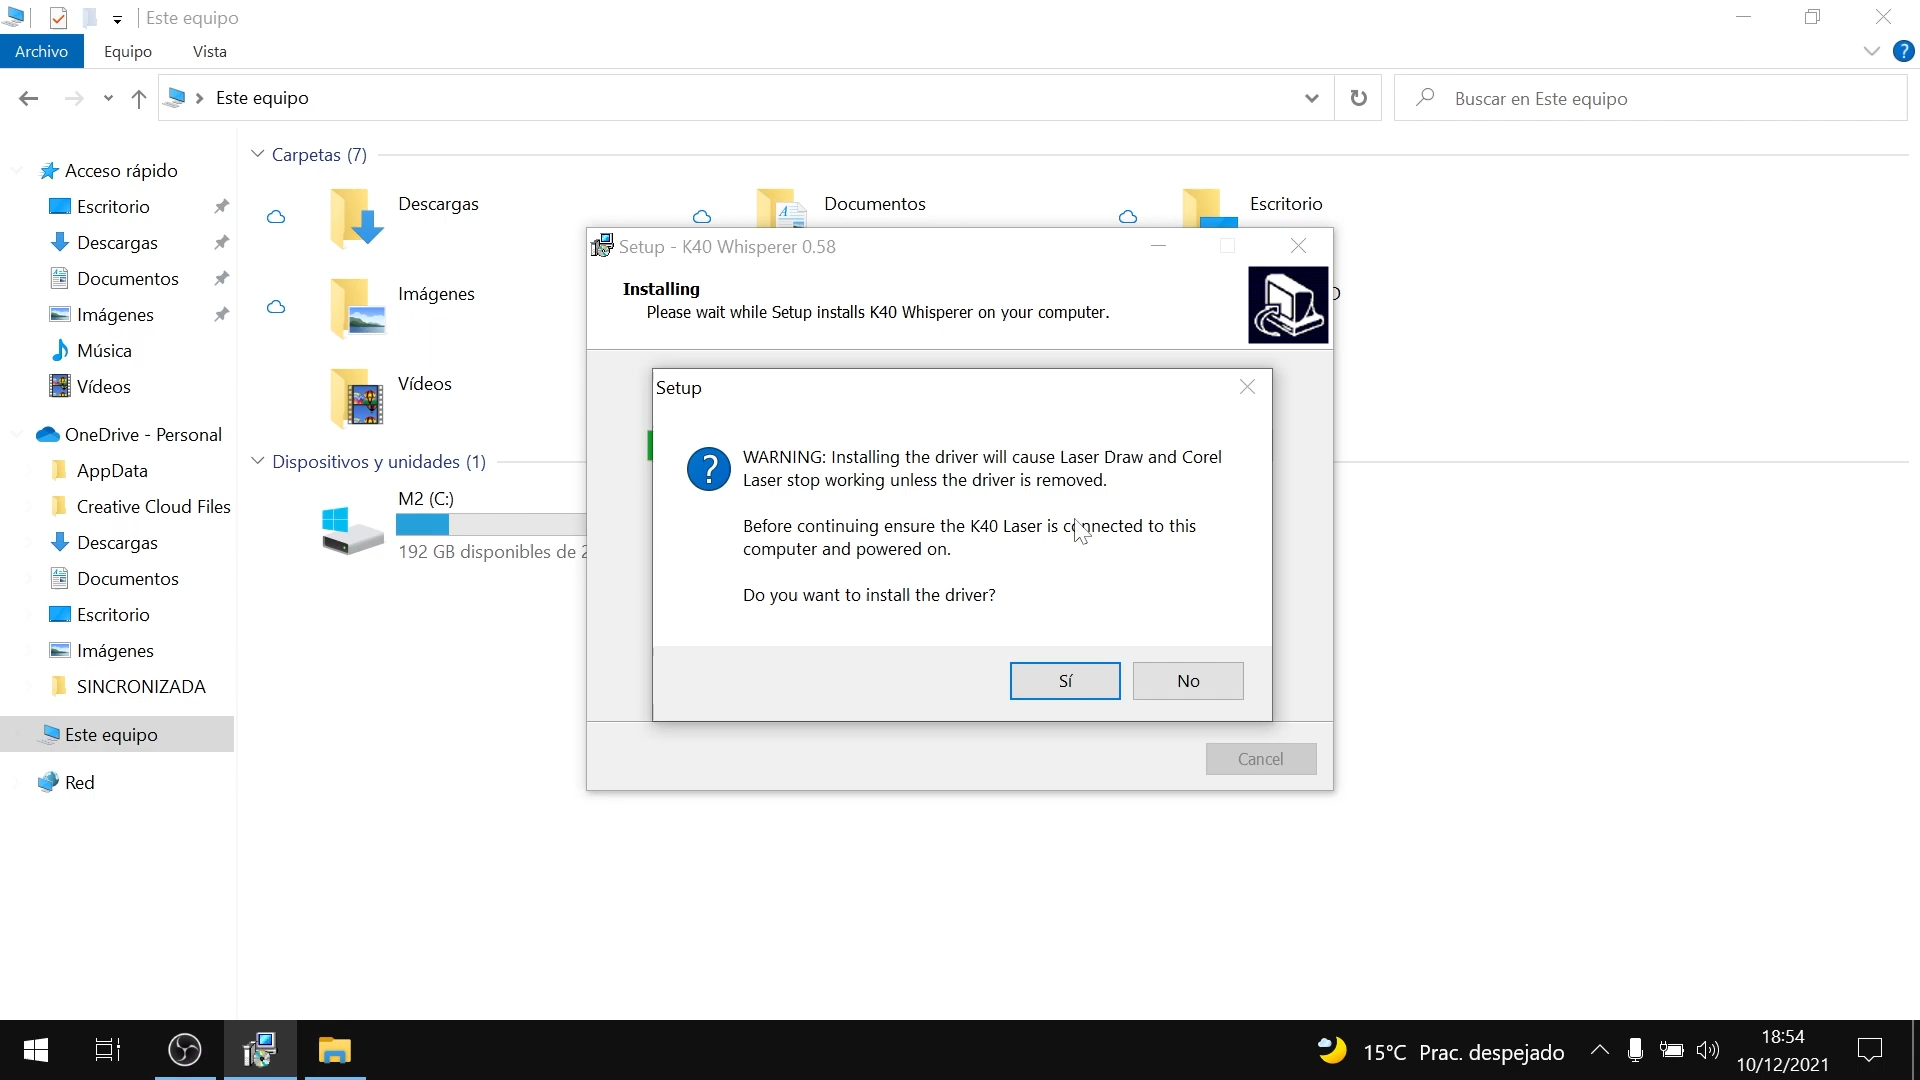 Este equipo
Archivo Equipo Vista
Este equipo
Buscar en Este equipo
Acceso rápido
Escritorio
Descargas
Documentos
Imágenes
Música
Vídeos
OneDrive - Personal
AppData
Creative Cloud Files
Descargas
Documentos
Escritorio
Imágenes
SINCRONIZADA
Este equipo
Red
Carpetas (7)
Descargas
Documentos
Escritorio
Imágenes
Vídeos
Dispositivos y unidades (1)
M2 (C:)
192 GB disponibles de
Setup - K40 Whisperer 0.58
Installing
Please wait while Setup installs K40 Whisperer on your computer.
Setup
WARNING: Installing the driver will cause Laser Draw and Corel
Laser stop working unless the driver is removed.
Before continuing ensure the K40 Laser is connected to this
computer and powered on.
Do you want to install the driver?
Sí
No
Cancel
15°C Prac. despejado
18:54
10/12/2021